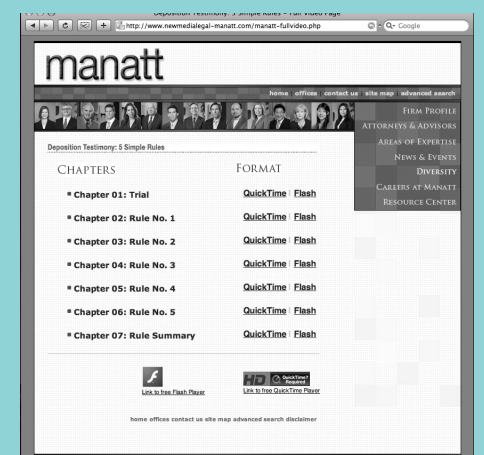 Deposition Testimony: 5 Simple Rules - Full Video Page
http://www.newmedialegal-manatt.com/manatt-fullvideo.php
Google
manatt
home offices contact us site map advanced search
FIRM PROFILE
ATTORNEYS & ADVISORS
AREAS OF EXPERTISE
NEWS & EVENTS
DIVERSITY
CAREERS AT MANATT
RESOURCE CENTER
Deposition Testimony: 5 Simple Rules
CHAPTERS FORMAT
Chapter 01: Trial QuickTime | Flash
Chapter 02: Rule No. 1 QuickTime | Flash
Chapter 03: Rule No. 2 QuickTime | Flash
Chapter 04: Rule No. 3 QuickTime | Flash
Chapter 05: Rule No. 4 QuickTime | Flash
Chapter 06: Rule No. 5 QuickTime | Flash
Chapter 07: Rule Summary QuickTime | Flash
HD QuickTime 7 Required
Link to free Flash Player Link to free QuickTime Player
home offices contact us site map advanced search disclaimer